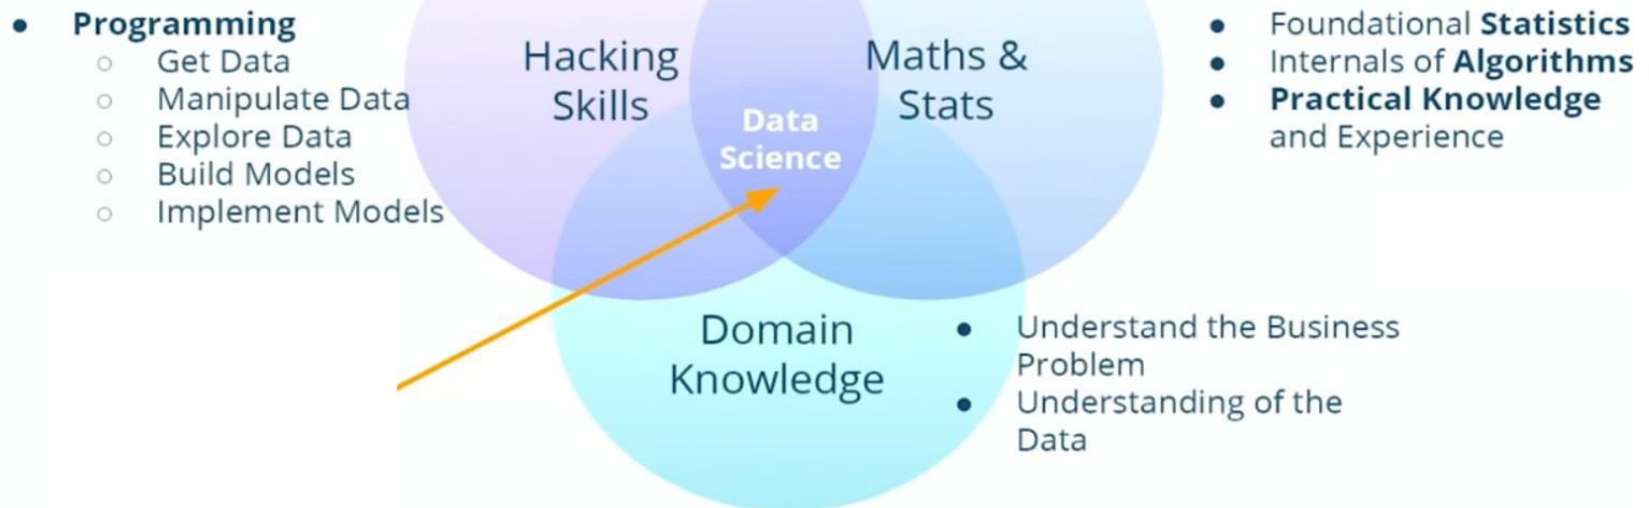 Programming
Get Data
Manipulate Data
Explore Data
Build Models
Implement Models
Hacking
Skills
Data
Science
Maths &
Stats
Foundational Statistics
Internals of Algorithms
Practical Knowledge
and Experience
Domain
Knowledge
Understand the Business
Problem
Understanding of the
Data